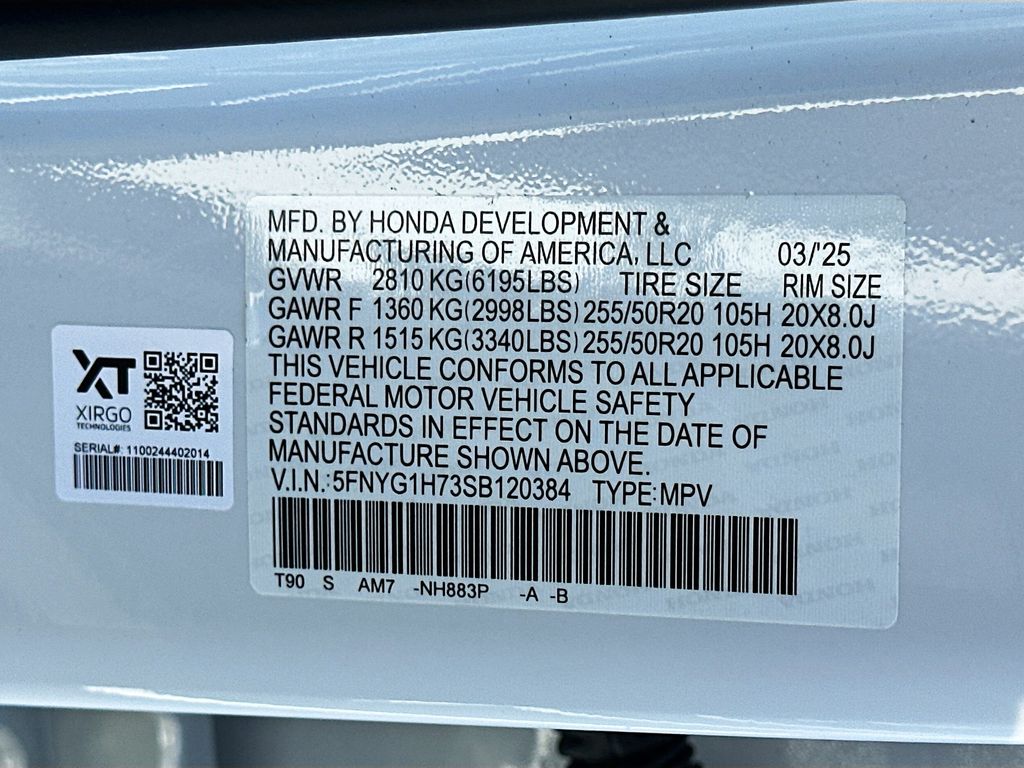 MFD. BY HONDA DEVELOPMENT &
MANUFACTURING OF AMERICA, LLC 03/'25
GVWR 2810 KG(6195LBS) TIRE SIZE RIM SIZE
GAWR F 1360 KG(2998LBS) 255/50R20 105H 20X8.0J
GAWR R 1515 KG(3340LBS) 255/50R20 105H 20X8.0J
THIS VEHICLE CONFORMS TO ALL APPLICABLE
FEDERAL MOTOR VEHICLE SAFETY
STANDARDS IN EFFECT ON THE DATE OF
MANUFACTURE SHOWN ABOVE.
V.I.N.:5FNYG1H73SB120384 TYPE:MPV
T90 S AM7 -NH883P -A -B
XT
XIRGO
TECHNOLOGIES
SERIAL#: 1100244402014